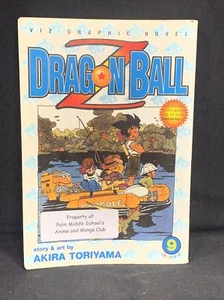 VIZ GRAPHIC NOVEL
DRAGON BALL
Z
Property of
Palm Middle School's
Anime and Manga Club
9
story & art by
AKIRA TORIYAMA